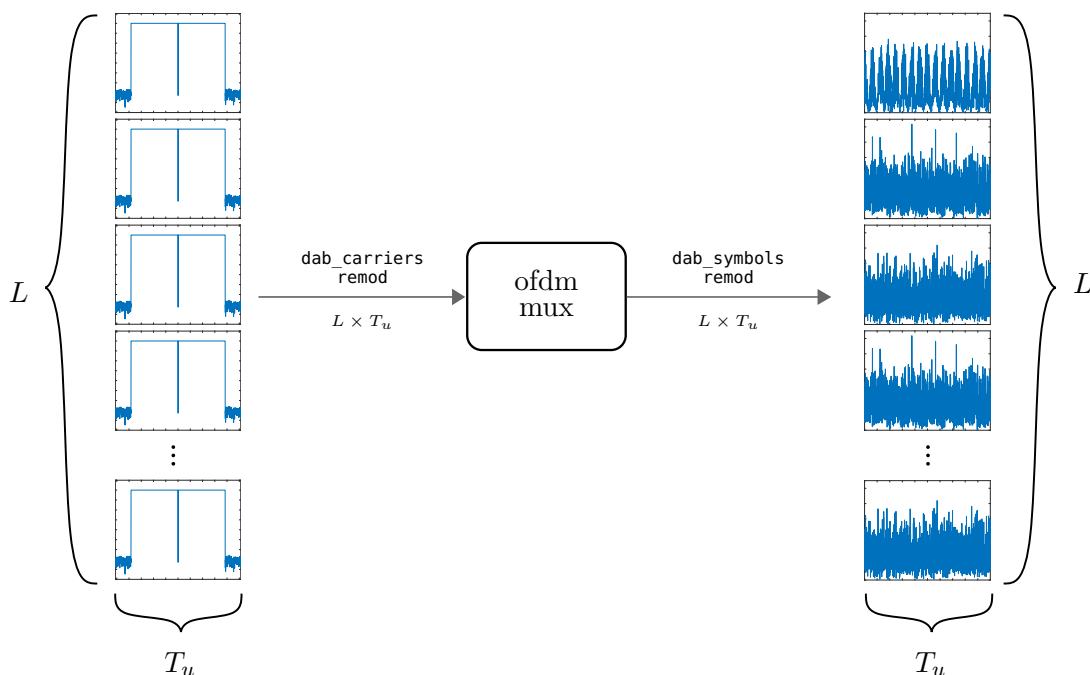 L
dab_carriers
remod
L × T_u
ofdm
mux
dab_symbols
remod
L × T_u
L
⋮
⋮
T_u
T_u